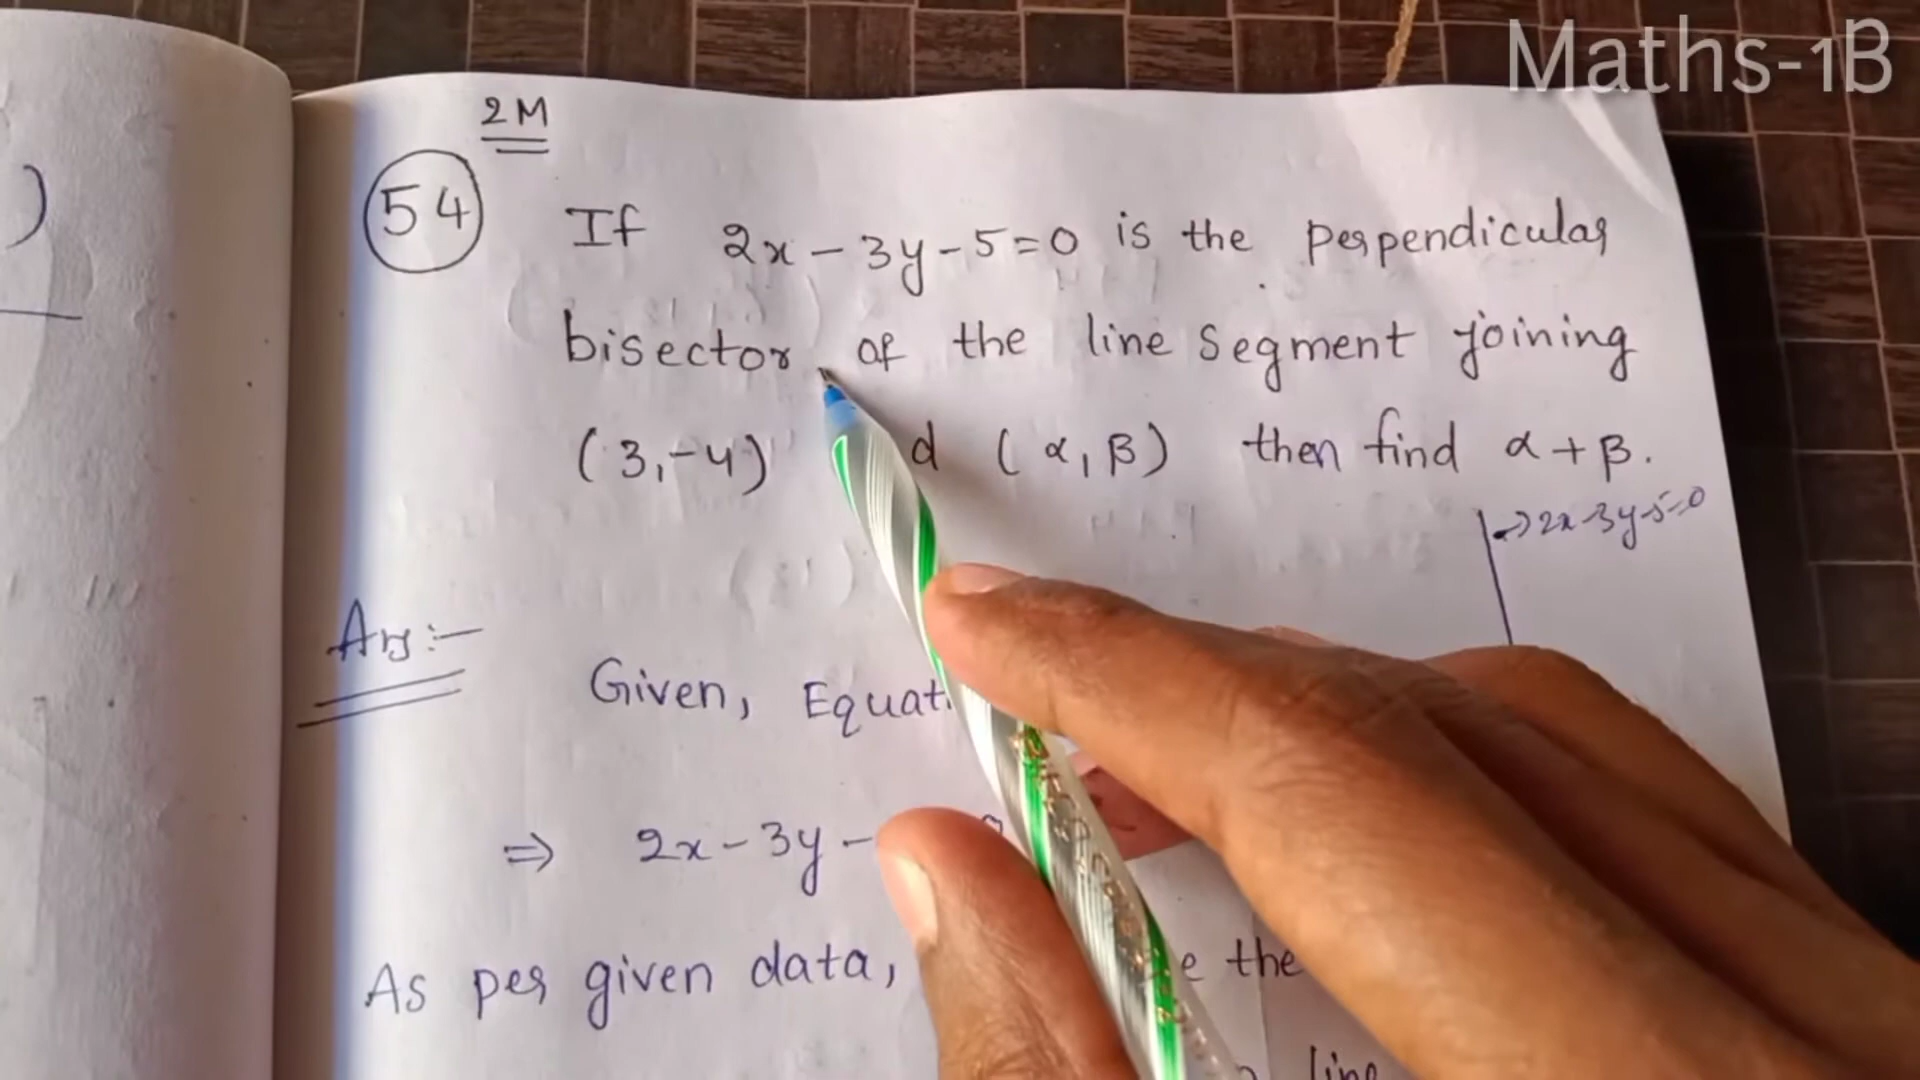 Maths-1B
2M
54 If 2x-3y-5=0 is the perpendicular
bisector of the line segment joining
(3,-4) d (α,β) then find α+β.
→2x-3y-5=0
Ans:-
Given, Equat
⇒ 2x-3y-
As per given data, e the
line